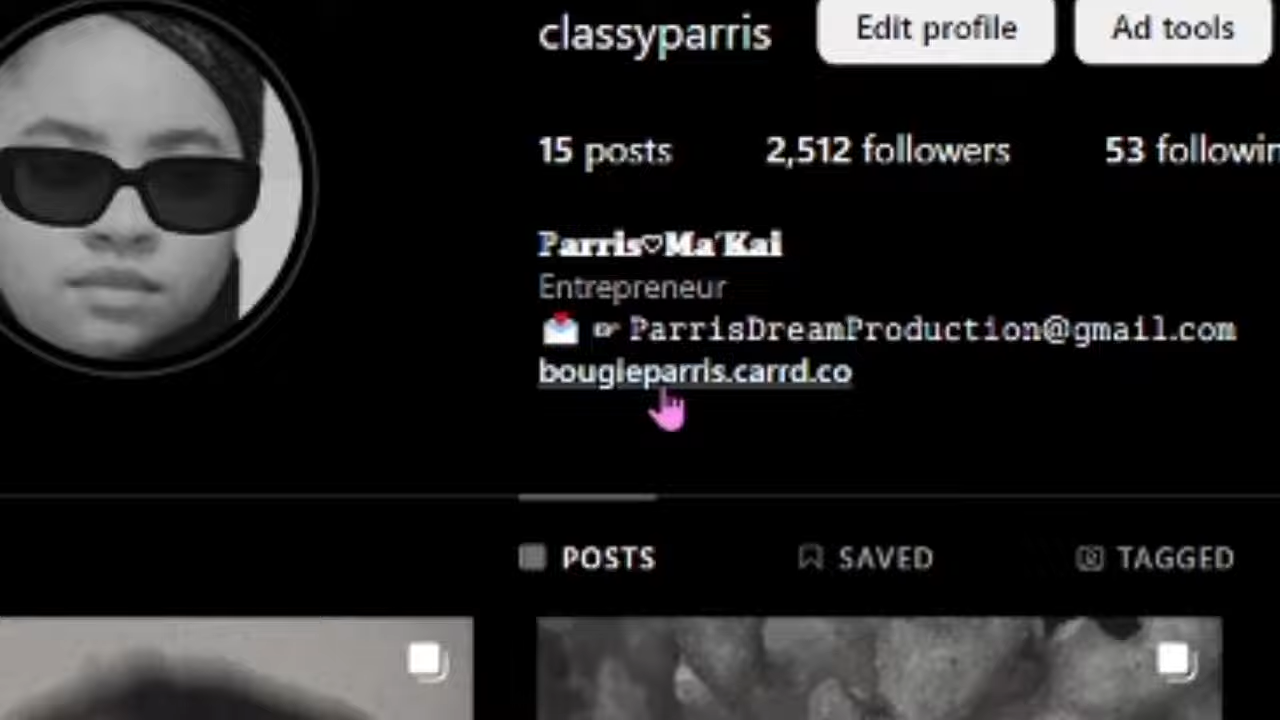 classyparris Edit profile Ad tools
15 posts 2,512 followers 53 followin
Parris♡Ma'Kai
Entrepreneur
💌 ☞ ParrisDreamProduction@gmail.com
bougieparris.carrd.co
POSTS SAVED TAGGED